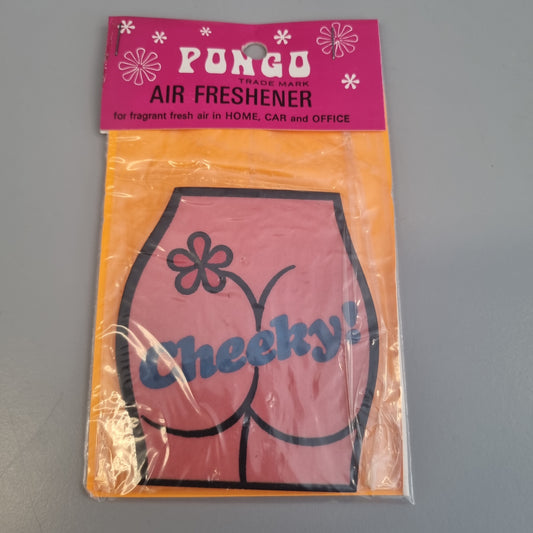 PONGO
TRADE MARK
AIR FRESHENER
for fragrant fresh air in HOME, CAR and OFFICE
Cheeky!